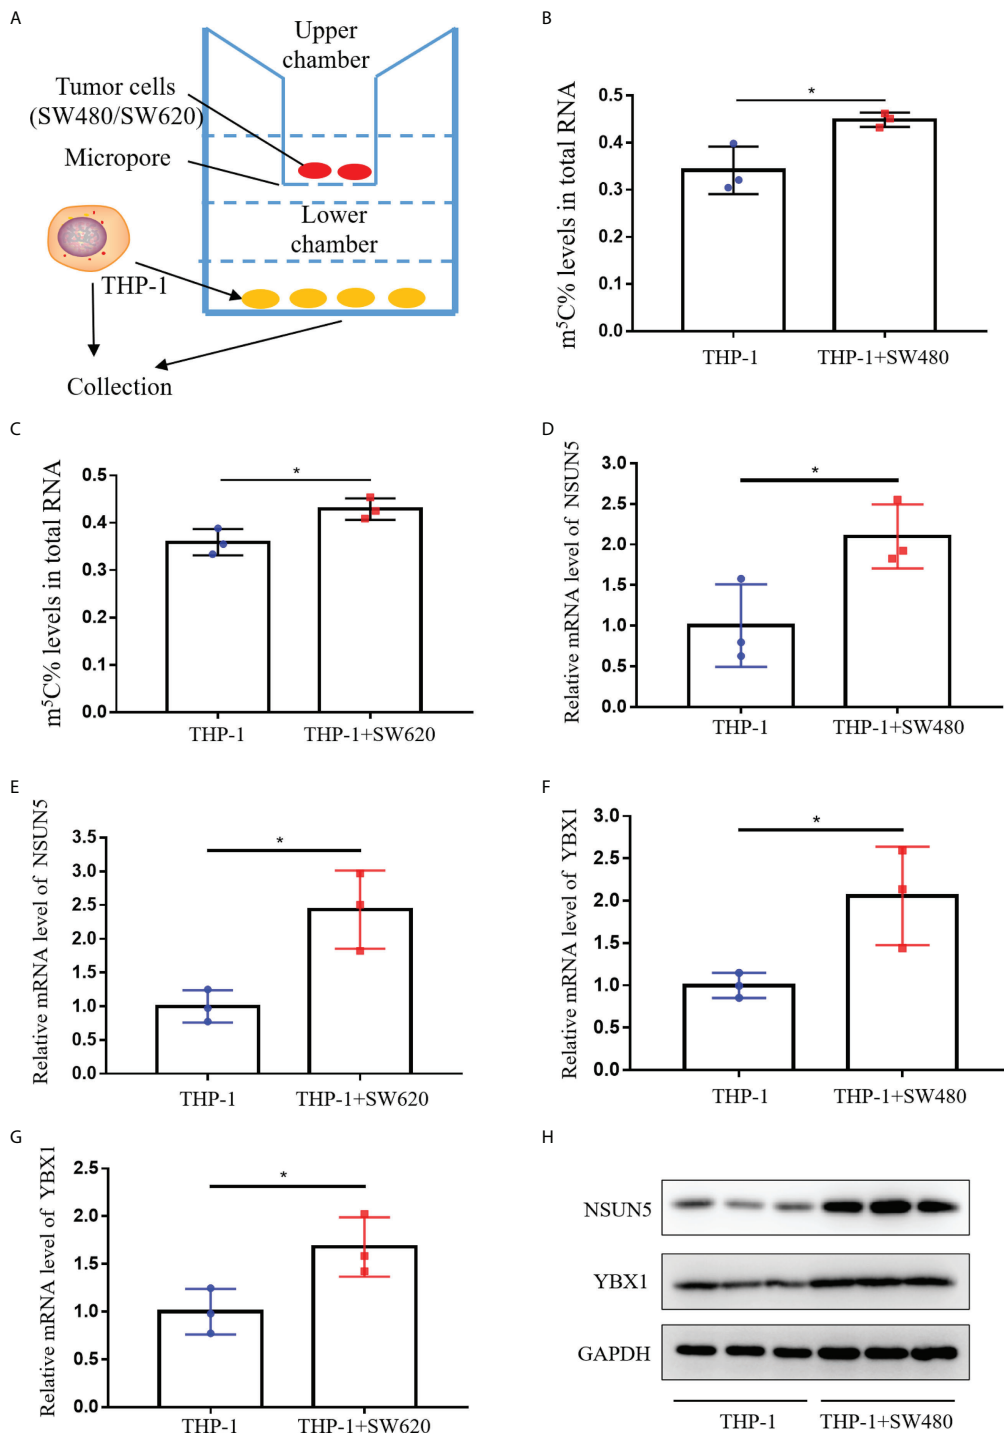 A
Upper
chamber
Tumor cells
(SW480/SW620)
Micropore
Lower
chamber
THP-1
Collection
B
m⁵C% levels in total RNA
0.5
0.4
0.3
0.2
0.1
0.0
*
THP-1
THP-1+SW480
C
m⁵C% levels in total RNA
0.5
0.4
0.3
0.2
0.1
0.0
*
THP-1
THP-1+SW620
D
Relative mRNA level of NSUN5
3.0
2.5
2.0
1.5
1.0
0.5
0.0
*
THP-1
THP-1+SW480
E
Relative mRNA level of NSUN5
3.5
3.0
2.5
2.0
1.5
1.0
0.5
0.0
*
THP-1
THP-1+SW620
F
Relative mRNA level of YBX1
3.0
2.5
2.0
1.5
1.0
0.5
0.0
*
THP-1
THP-1+SW480
G
Relative mRNA level of YBX1
2.5
2.0
1.5
1.0
0.5
0.0
*
THP-1
THP-1+SW620
H
NSUN5
YBX1
GAPDH
THP-1
THP-1+SW480